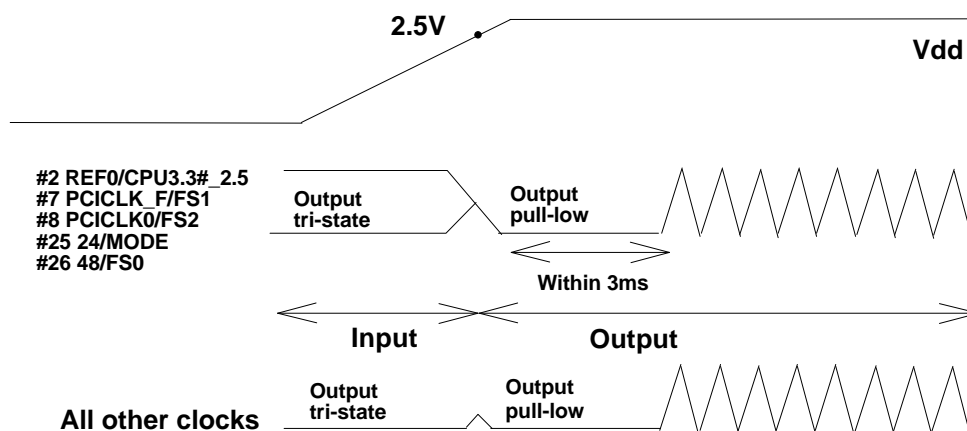 2.5V
Vdd
#2 REF0/CPU3.3#_2.5
#7 PCICLK_F/FS1
#8 PCICLK0/FS2
#25 24/MODE
#26 48/FS0
Output
tri-state
Output
pull-low
Within 3ms
Input
Output
All other clocks
Output
tri-state
Output
pull-low